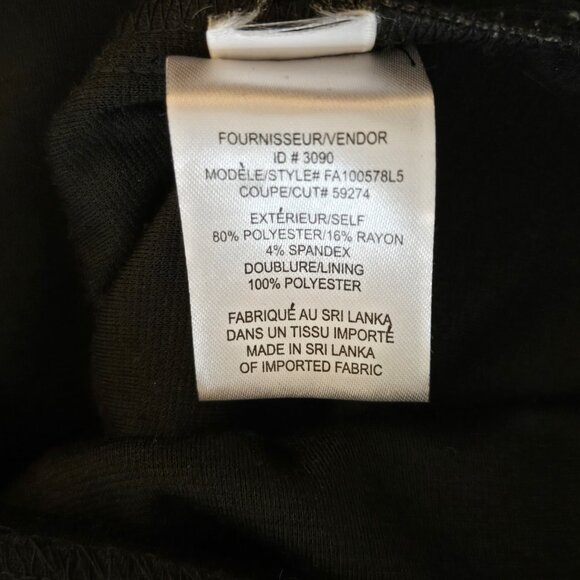 FOURNISSEUR/VENDOR
ID # 3090
MODÈLE/STYLE# FA100578L5
COUPE/CUT# 59274
EXTÉRIEUR/SELF
80% POLYESTER/16% RAYON
4% SPANDEX
DOUBLURE/LINING
100% POLYESTER
FABRIQUÉ AU SRI LANKA
DANS UN TISSU IMPORTÉ
MADE IN SRI LANKA
OF IMPORTED FABRIC